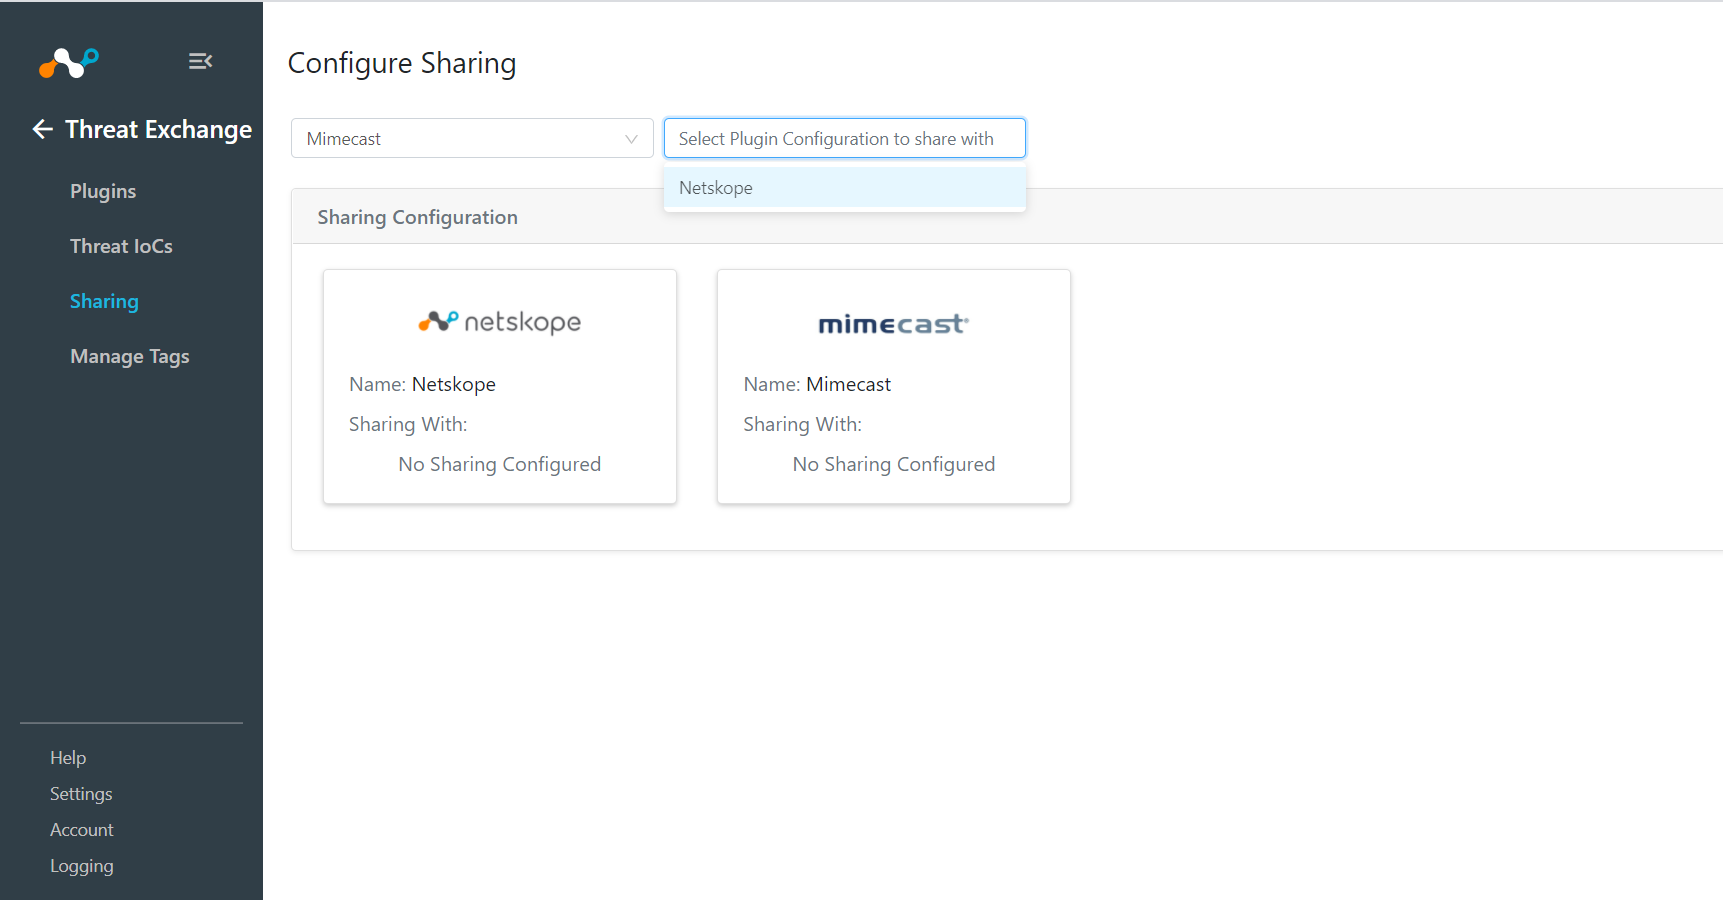 Configure Sharing
Threat Exchange
Plugins
Threat IoCs
Sharing
Manage Tags
Help
Settings
Account
Logging
Mimecast
Select Plugin Configuration to share with
Netskope
Sharing Configuration
netskope
Name: Netskope
Sharing With:
No Sharing Configured
mimecast®
Name: Mimecast
Sharing With:
No Sharing Configured